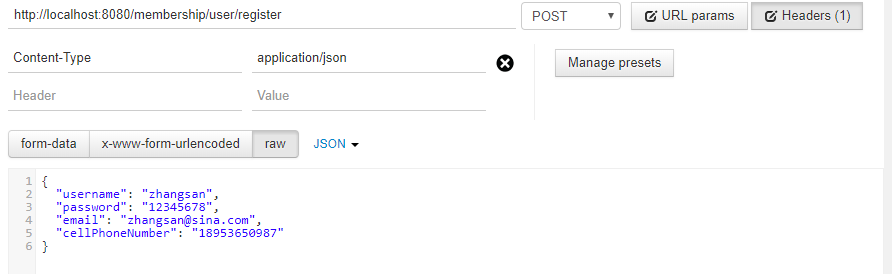 http://localhost:8080/membership/user/register POST URL params Headers (1)
Content-Type application/json Manage presets
Header Value
form-data x-www-form-urlencoded raw JSON
1 {
2 "username": "zhangsan",
3 "password": "12345678",
4 "email": "zhangsan@sina.com",
5 "cellPhoneNumber": "18953650987"
6 }